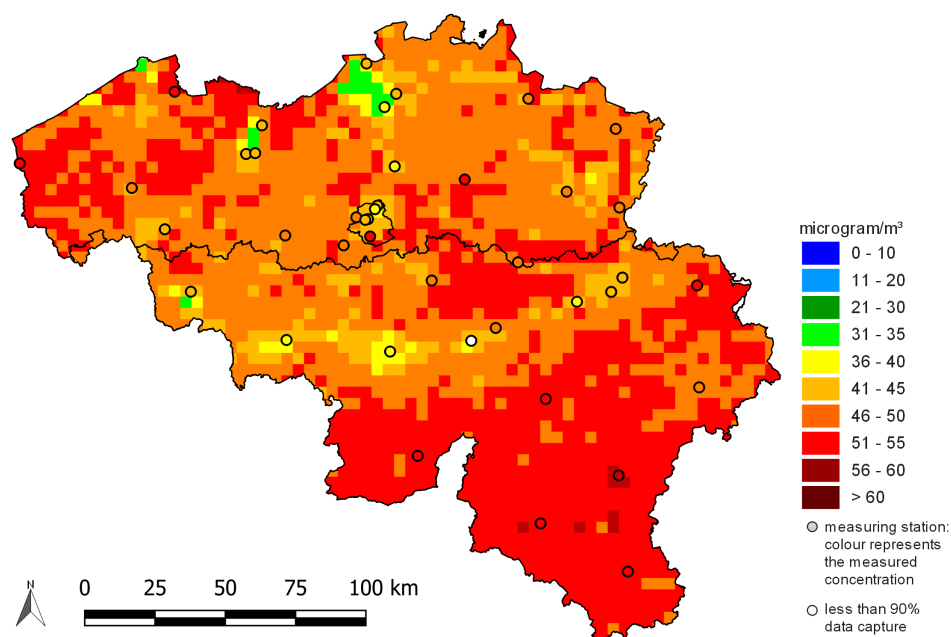 microgram/m³
0 - 10
11 - 20
21 - 30
31 - 35
36 - 40
41 - 45
46 - 50
51 - 55
56 - 60
> 60
measuring station:
colour represents
the measured
concentration
less than 90%
data capture
N
0 25 50 75 100 km